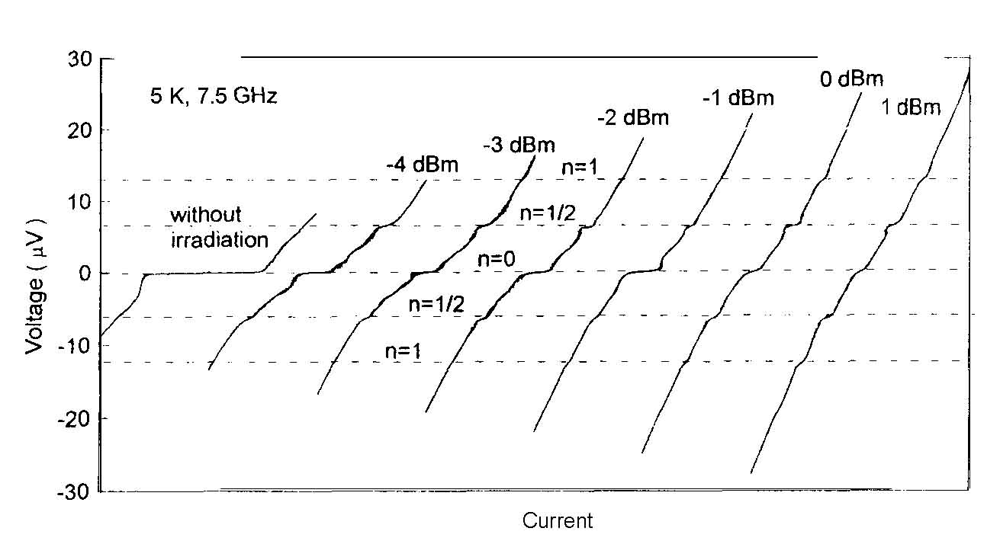 30
20
10
0
-10
-20
-30
Voltage ( μV )
5 K, 7.5 GHz
without
irradiation
-4 dBm
-3 dBm
-2 dBm
-1 dBm
0 dBm
1 dBm
n=1
n=1/2
n=0
n=1/2
n=1
Current